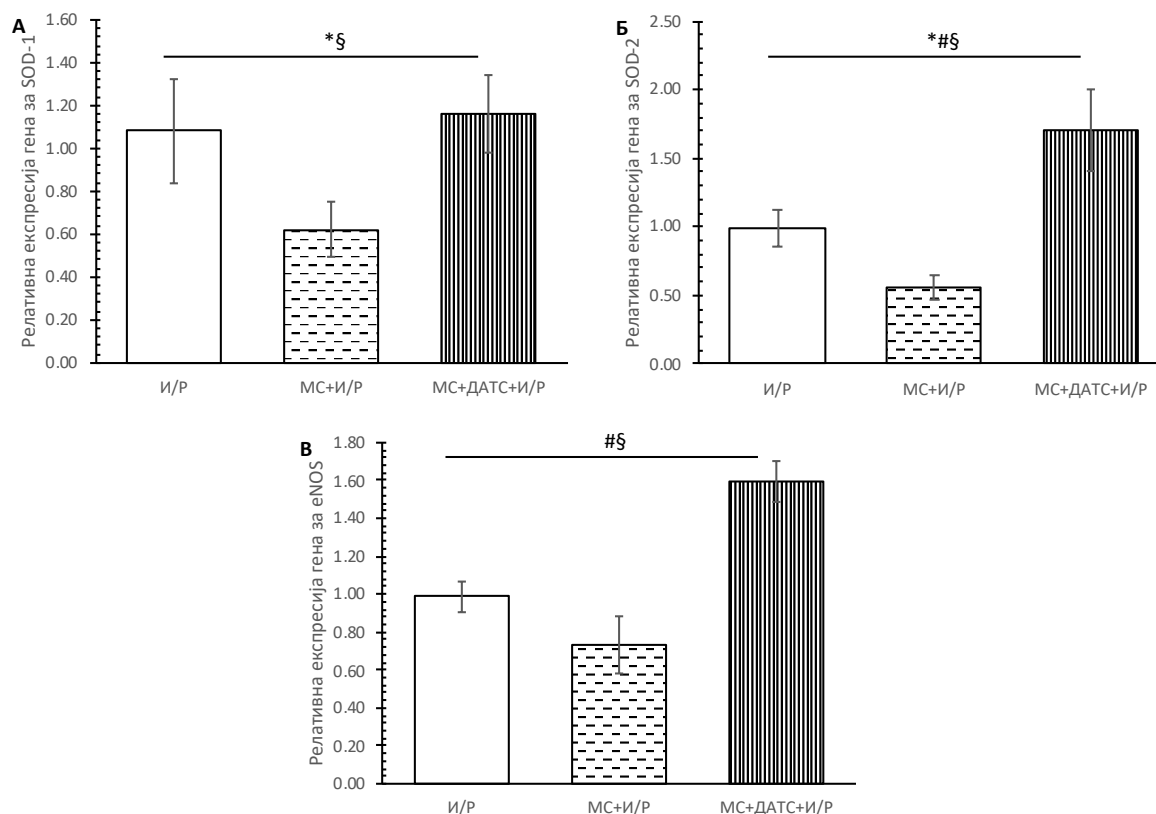 А
Релативна експресија гена за SOD-1
1.60
1.40
1.20
1.00
0.80
0.60
0.40
0.20
0.00
*§
И/Р
МС+И/Р
МС+ДАТС+И/Р
Б
Релативна експресија гена за SOD-2
2.50
2.00
1.50
1.00
0.50
0.00
*#§
И/Р
МС+И/Р
МС+ДАТС+И/Р
В
Релативна експресија гена за eNOS
1.80
1.60
1.40
1.20
1.00
0.80
0.60
0.40
0.20
0.00
#§
И/Р
МС+И/Р
МС+ДАТС+И/Р